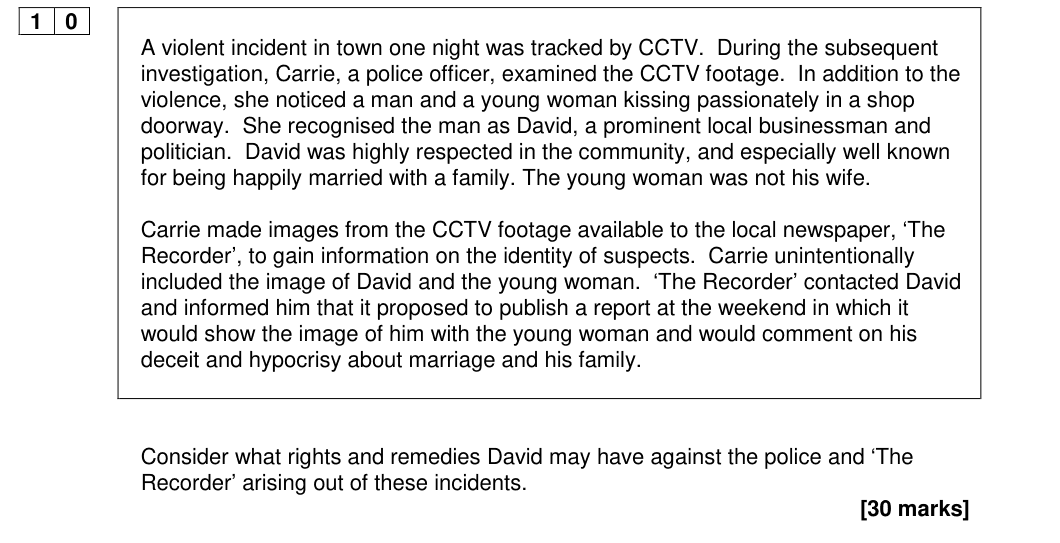 1 0
A violent incident in town one night was tracked by CCTV. During the subsequent
investigation, Carrie, a police officer, examined the CCTV footage. In addition to the
violence, she noticed a man and a young woman kissing passionately in a shop
doorway. She recognised the man as David, a prominent local businessman and
politician. David was highly respected in the community, and especially well known
for being happily married with a family. The young woman was not his wife.
Carrie made images from the CCTV footage available to the local newspaper, ‘The
Recorder’, to gain information on the identity of suspects. Carrie unintentionally
included the image of David and the young woman. ‘The Recorder’ contacted David
and informed him that it proposed to publish a report at the weekend in which it
would show the image of him with the young woman and would comment on his
deceit and hypocrisy about marriage and his family.
Consider what rights and remedies David may have against the police and ‘The
Recorder’ arising out of these incidents.
[30 marks]